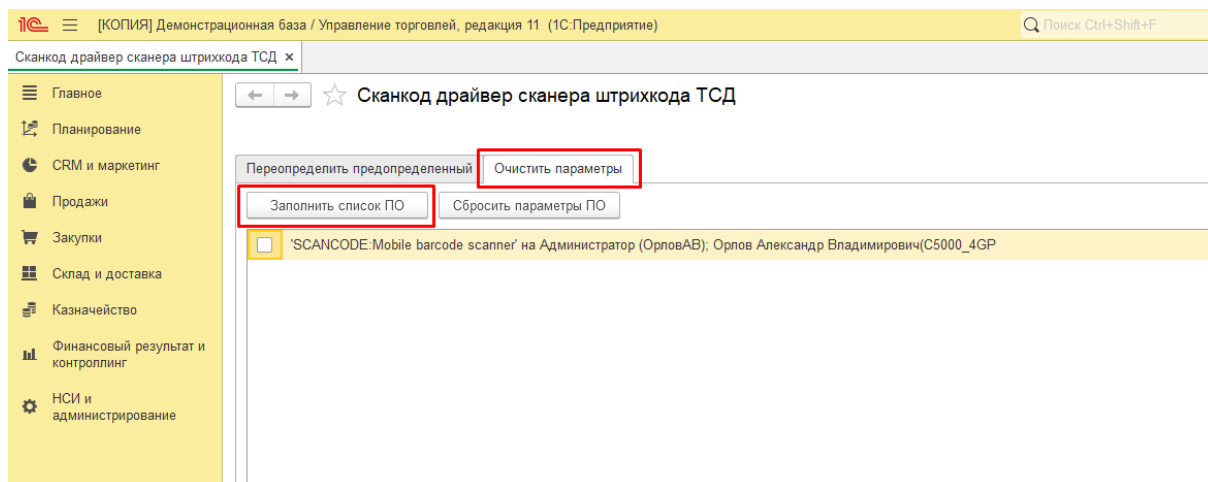 1С [КОПИЯ] Демонстрационная база / Управление торговлей, редакция 11 (1С:Предприятие) Поиск Ctrl+Shift+F
Сканкод драйвер сканера штрихкода ТСД ×
Главное
Планирование
CRM и маркетинг
Продажи
Закупки
Склад и доставка
Казначейство
Финансовый результат и
контроллинг
НСИ и
администрирование
Сканкод драйвер сканера штрихкода ТСД
Переопределить предопределенный Очистить параметры
Заполнить список ПО Сбросить параметры ПО
'SCANCODE:Mobile barcode scanner' на Администратор (ОрловАВ); Орлов Александр Владимирович(C5000_4GP